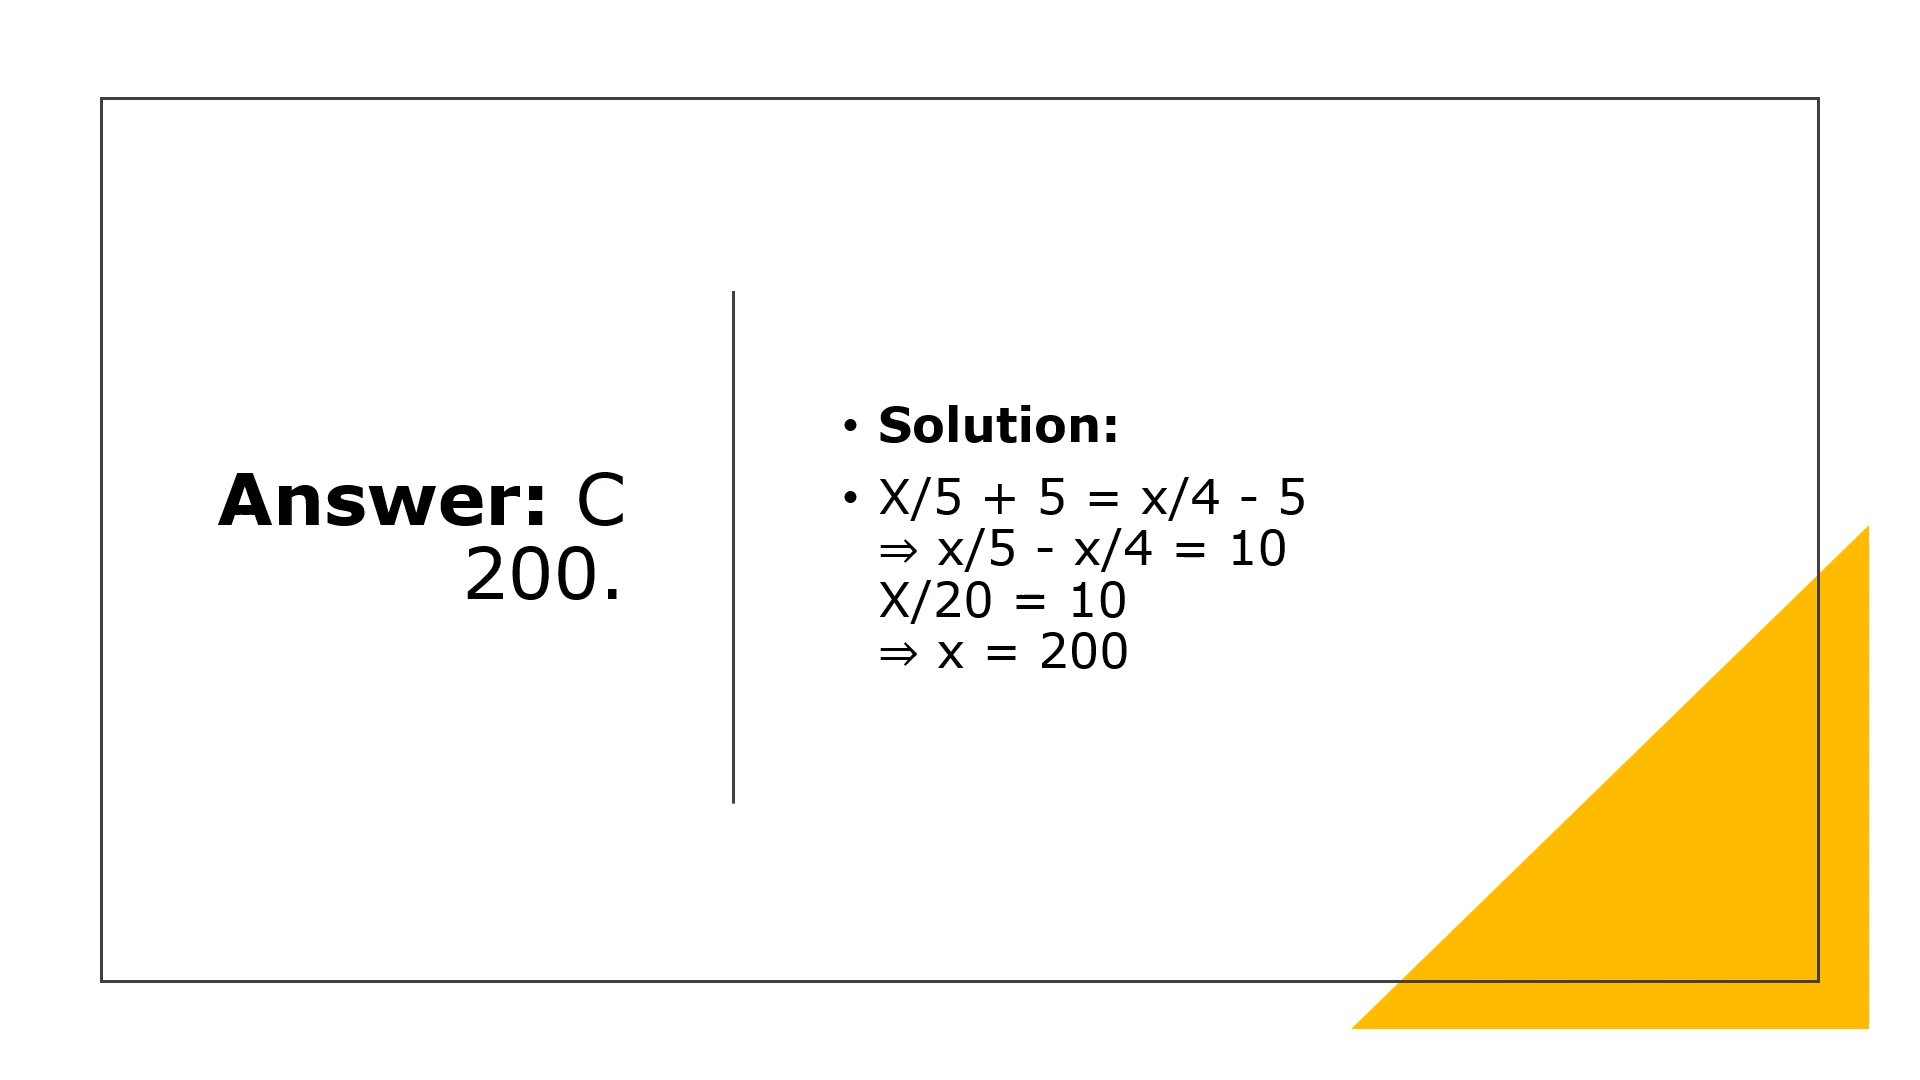 Answer: C
200.
• Solution:
• X/5 + 5 = x/4 - 5
⇒ x/5 - x/4 = 10
X/20 = 10
⇒ x = 200